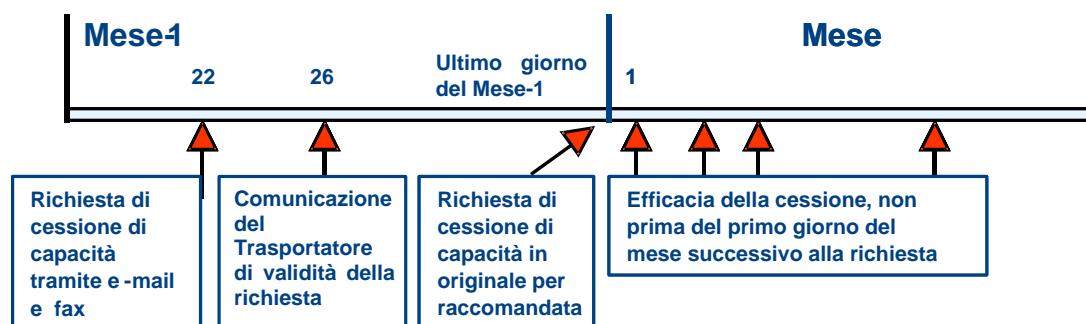 Mese-1
Mese
22
26
Ultimo giorno
del Mese-1
1
Richiesta di
cessione di
capacità
tramite e -mail
e fax
Comunicazione
del
Trasportatore
di validità della
richiesta
Richiesta di
cessione di
capacità in
originale per
raccomandata
Efficacia della cessione, non
prima del primo giorno del
mese successivo alla richiesta